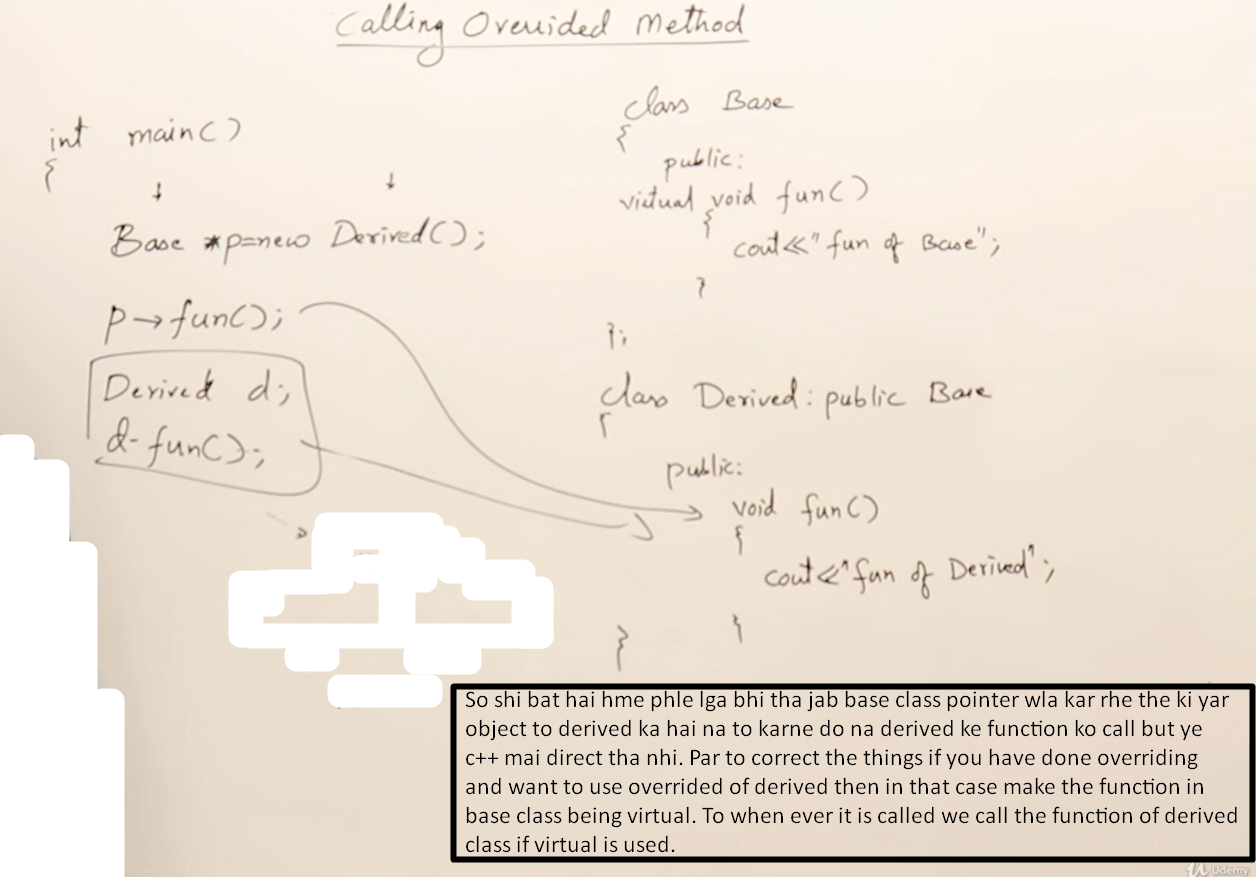 Calling Overrided Method
int main()
{
↓ ↓
Base *p=new Derived();
p→fun();
Derived d;
d.fun();
class Base
{
public:
virtual void fun()
{
cout<<"fun of Base";
}
};
class Derived: public Base
{
public:
void fun()
{
cout<<"fun of Derived";
}
}
So shi bat hai hme phle lga bhi tha jab base class pointer wla kar rhe the ki yar
object to derived ka hai na to karne do na derived ke function ko call but ye
c++ mai direct tha nhi. Par to correct the things if you have done overriding
and want to use overrided of derived then in that case make the function in
base class being virtual. To when ever it is called we call the function of derived
class if virtual is used.
Udemy